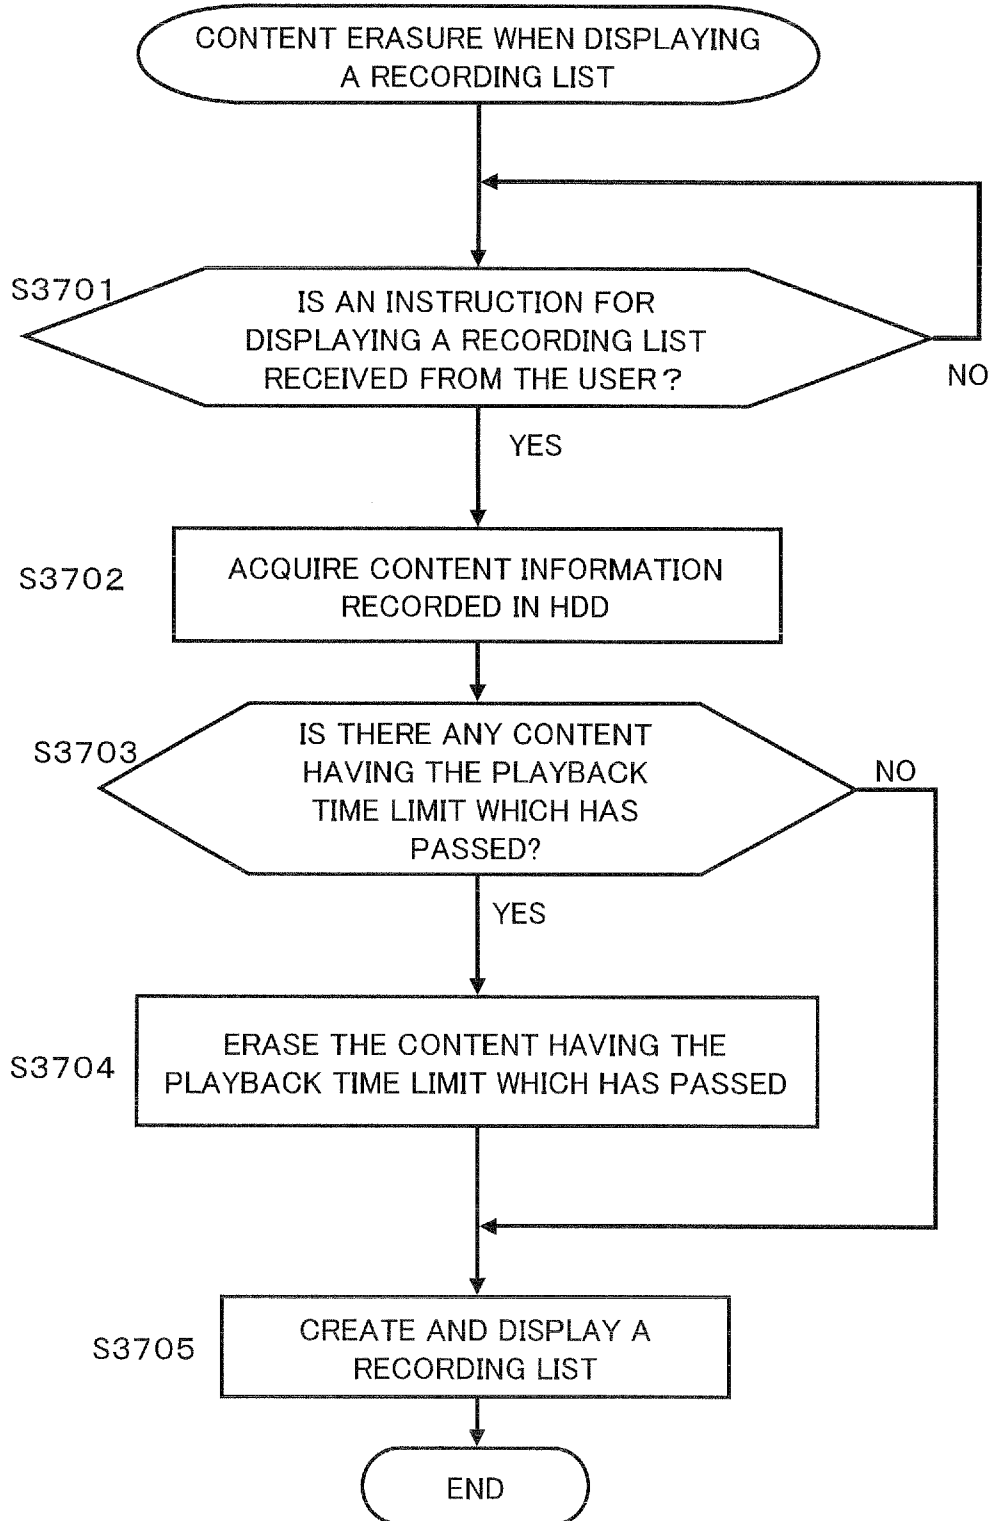 CONTENT ERASURE WHEN DISPLAYING
A RECORDING LIST
S3701
IS AN INSTRUCTION FOR
DISPLAYING A RECORDING LIST
RECEIVED FROM THE USER?
NO
YES
S3702
ACQUIRE CONTENT INFORMATION
RECORDED IN HDD
S3703
IS THERE ANY CONTENT
HAVING THE PLAYBACK
TIME LIMIT WHICH HAS
PASSED?
NO
YES
S3704
ERASE THE CONTENT HAVING THE
PLAYBACK TIME LIMIT WHICH HAS PASSED
S3705
CREATE AND DISPLAY A
RECORDING LIST
END